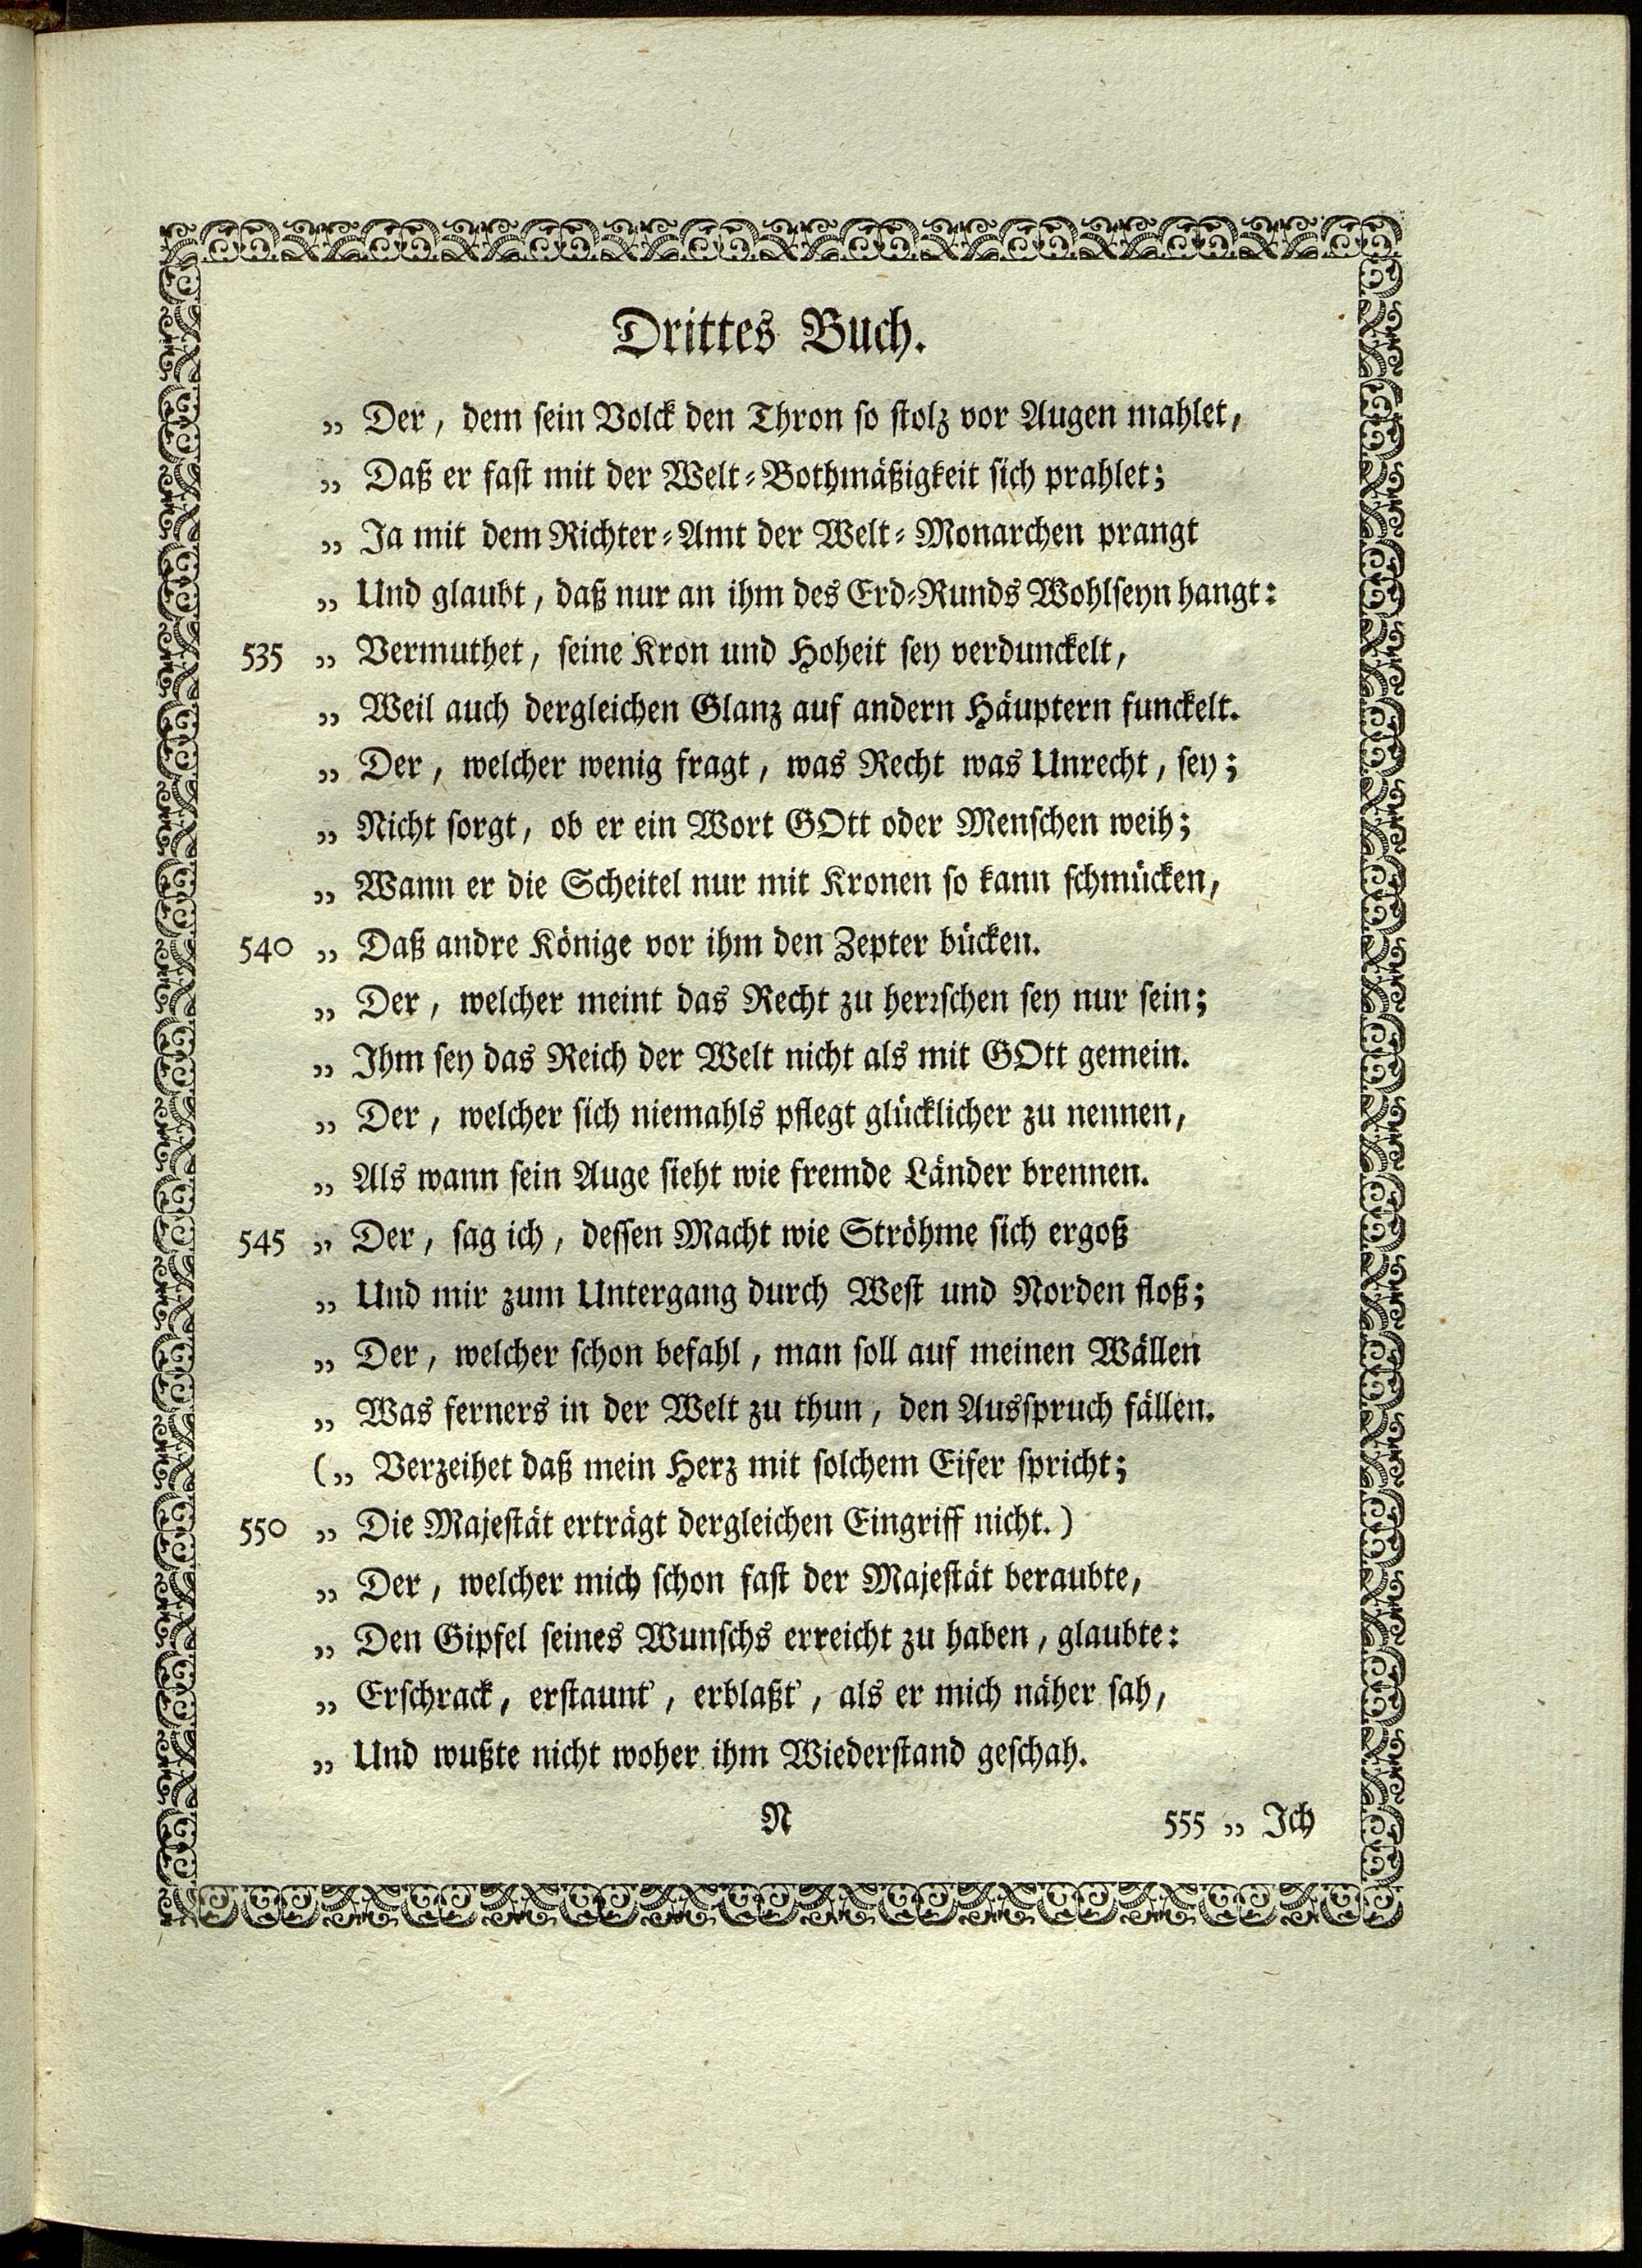 Drittes Buch.
„ Der, dem sein Volck den Thron so stolz vor Augen mahlet,
„ Daß er fast mit der Welt-Bothmäßigkeit sich prahlet;
„ Ja mit dem Richter-Amt der Welt-Monarchen prangt
„ Und glaubt, daß nur an ihm des Erd-Runds Wohlseyn hangt:
535 „ Vermuthet, seine Kron und Hoheit sey verdunckelt,
„ Weil auch dergleichen Glanz auf andern Häuptern funckelt.
„ Der, welcher wenig fragt, was Recht was Unrecht, sey;
„ Nicht sorgt, ob er ein Wort GOtt oder Menschen weih;
„ Wann er die Scheitel nur mit Kronen so kann schmücken,
540 „ Daß andre Könige vor ihm den Zepter bücken.
„ Der, welcher meint das Recht zu herrschen sey nur sein;
„ Ihm sey das Reich der Welt nicht als mit GOtt gemein.
„ Der, welcher sich niemahls pflegt glücklicher zu nennen,
„ Als wann sein Auge sieht wie fremde Länder brennen.
545 „ Der, sag ich, dessen Macht wie Ströhme sich ergoß
„ Und mir zum Untergang durch West und Norden floß;
„ Der, welcher schon befahl, man soll auf meinen Wällen
„ Was ferners in der Welt zu thun, den Ausspruch fällen.
(„ Verzeihet daß mein Herz mit solchem Eifer spricht;
550 „ Die Majestät erträgt dergleichen Eingriff nicht.)
„ Der, welcher mich schon fast der Majestät beraubte,
„ Den Gipfel seines Wunschs erreicht zu haben, glaubte:
„ Erschrack, erstaunt', erblaßt', als er mich näher sah,
„ Und wußte nicht woher ihm Wiederstand geschah.
N 555 „ Ich